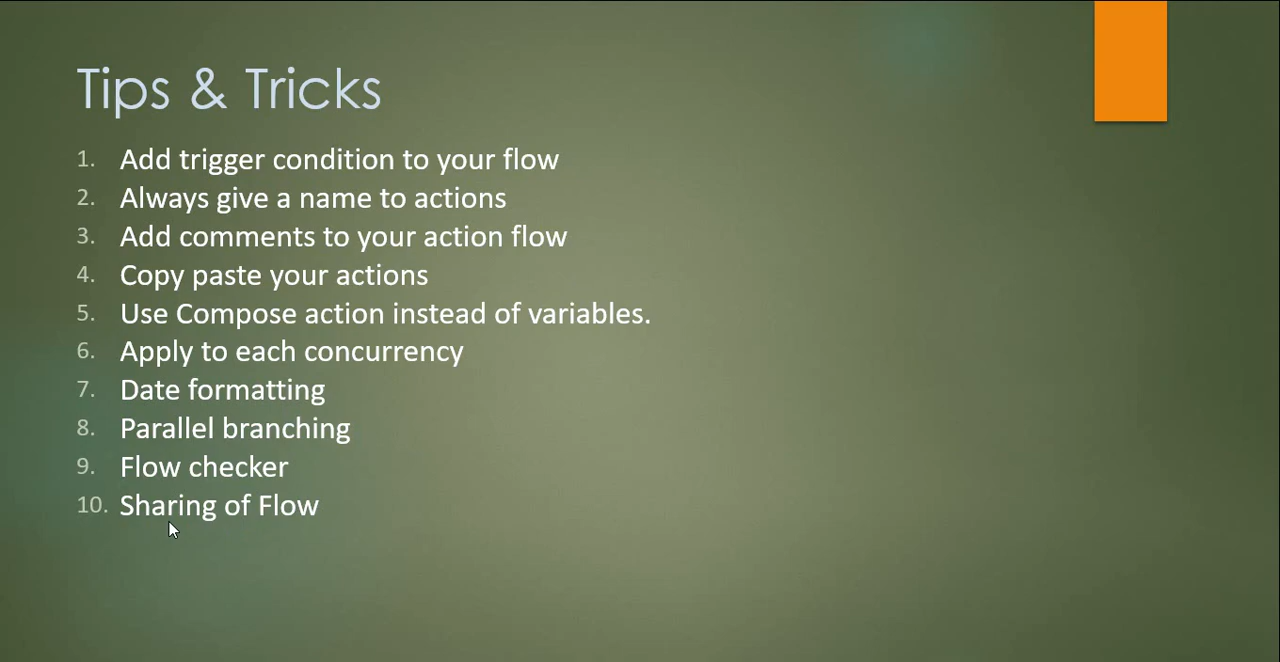 Tips & Tricks
1. Add trigger condition to your flow
2. Always give a name to actions
3. Add comments to your action flow
4. Copy paste your actions
5. Use Compose action instead of variables.
6. Apply to each concurrency
7. Date formatting
8. Parallel branching
9. Flow checker
10. Sharing of Flow